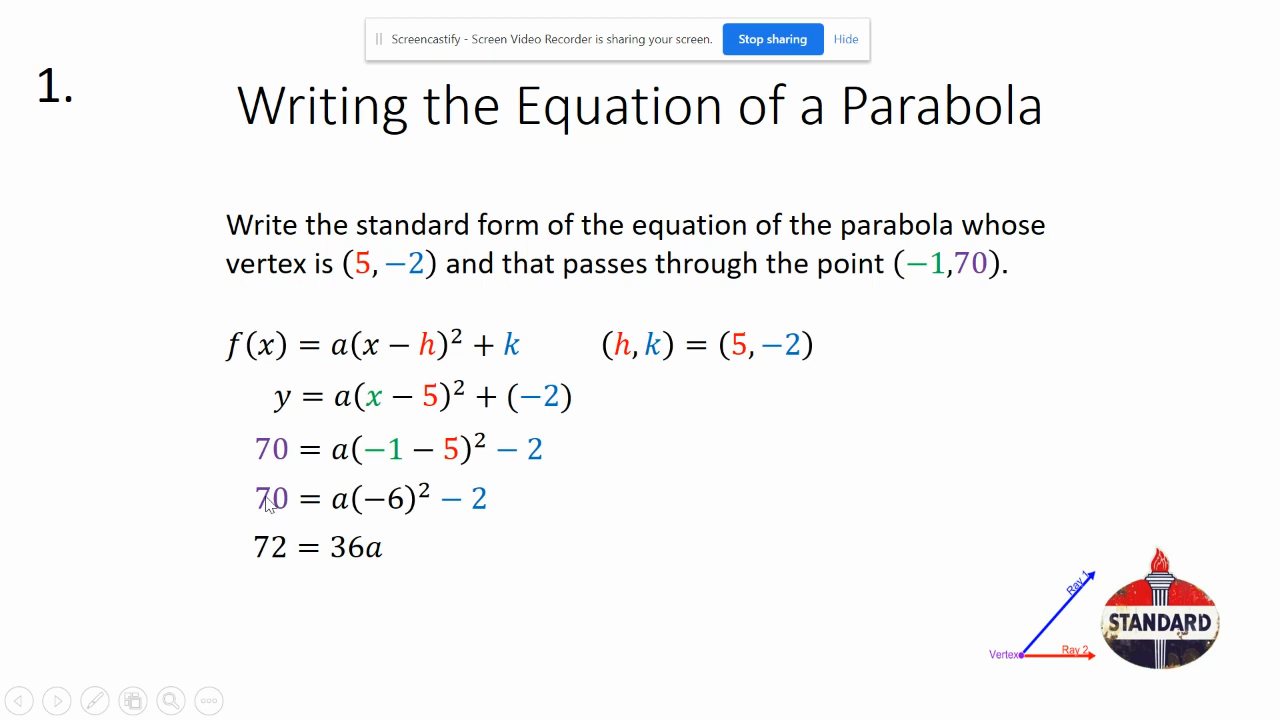 Screencastify - Screen Video Recorder is sharing your screen. Stop sharing Hide
1.
Writing the Equation of a Parabola
Write the standard form of the equation of the parabola whose
vertex is (5, −2) and that passes through the point (−1,70).
f(x) = a(x − h)² + k (h, k) = (5, −2)
y = a(x − 5)² + (−2)
70 = a(−1 − 5)² − 2
70 = a(−6)² − 2
72 = 36a
Ray 1
STANDARD
Vertex Ray 2